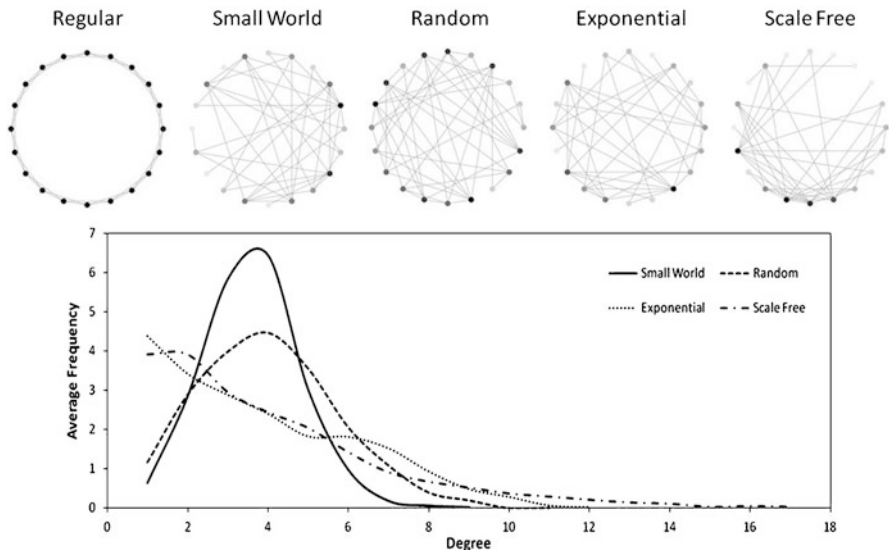 Regular Small World Random Exponential Scale Free
7
6
5
4
3
2
1
0
Average Frequency
Small World Random
Exponential Scale Free
0 2 4 6 8 10 12 14 16 18
Degree